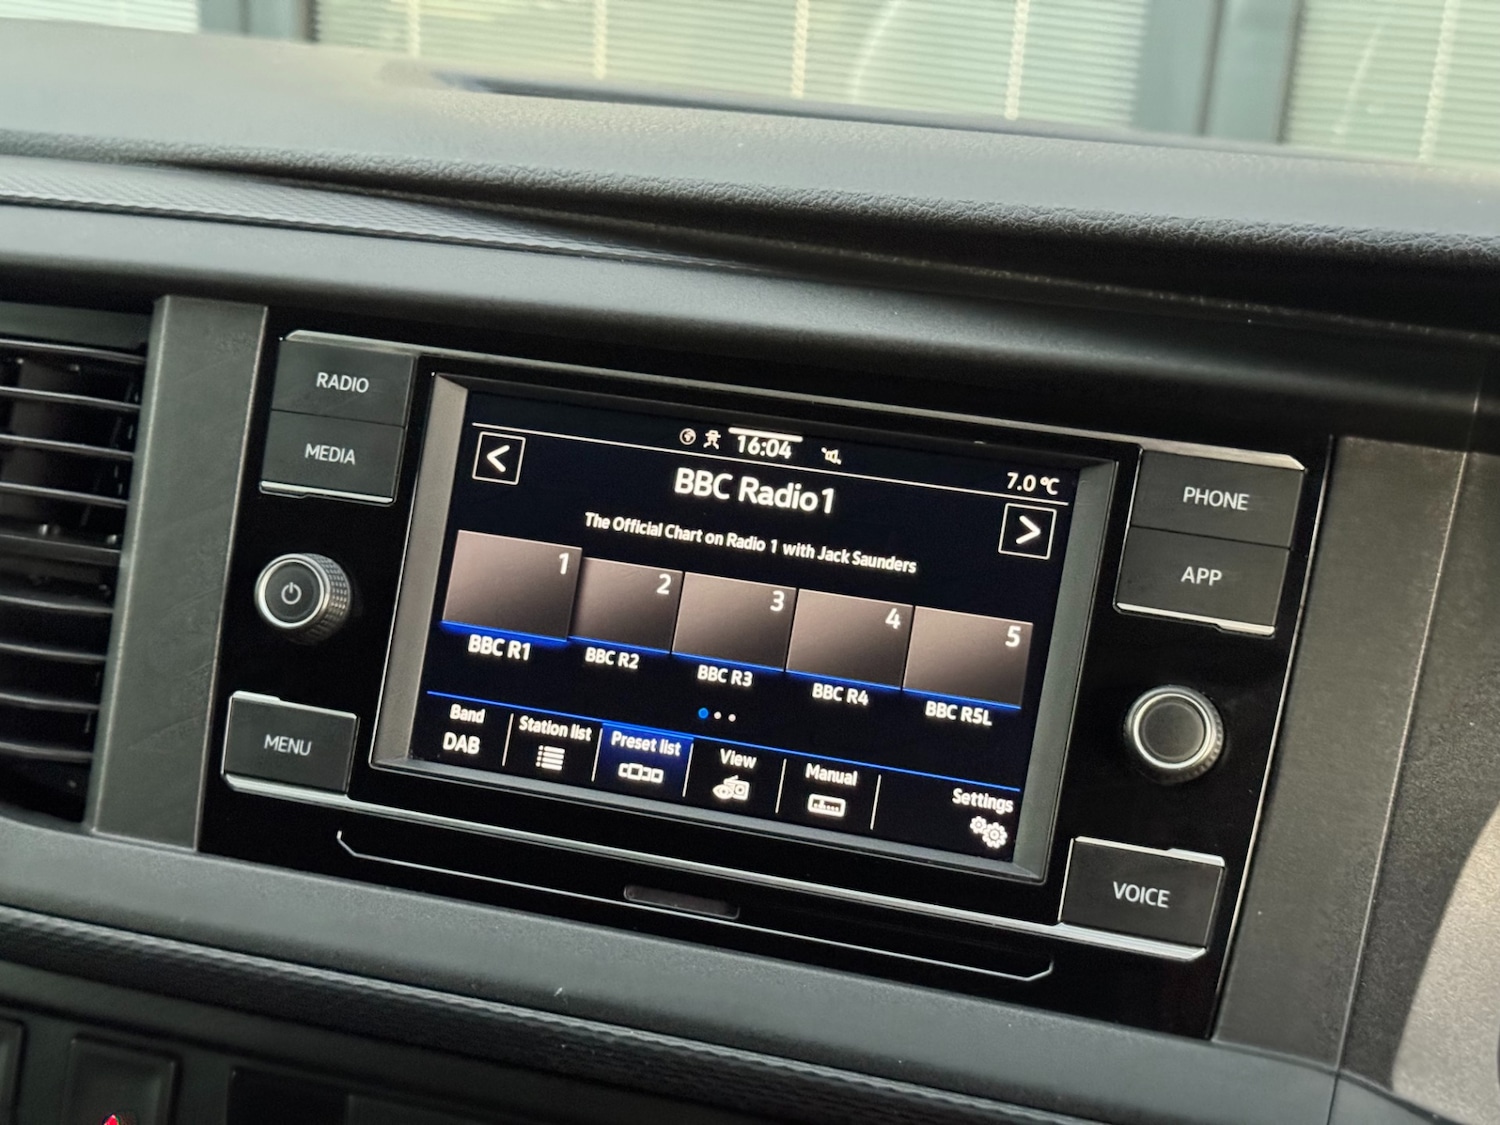 RADIO
MEDIA
MENU
16:04
7.0 °C
<
BBC Radio1
>
The Official Chart on Radio 1 with Jack Saunders
1
2
3
4
5
BBC R1
BBC R2
BBC R3
BBC R4
BBC R5L
Band
DAB
Station list
Preset list
View
Manual
Settings
PHONE
APP
VOICE